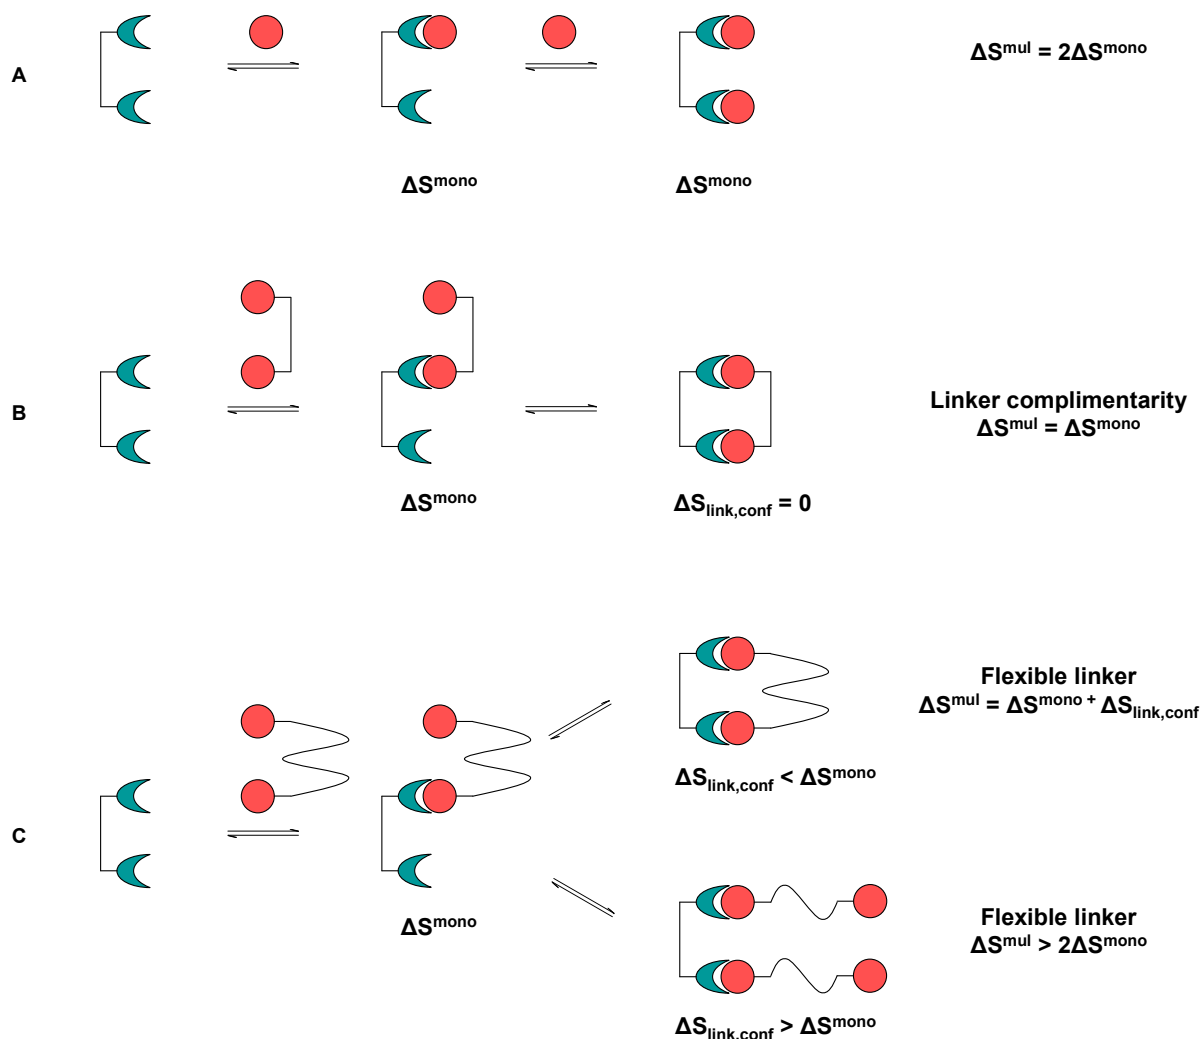 A
ΔS^mul = 2ΔS^mono
ΔS^mono
ΔS^mono
B
Linker complimentarity
ΔS^mul = ΔS^mono
ΔS^mono
ΔS_link,conf = 0
C
Flexible linker
ΔS^mul = ΔS^mono + ΔS_link,conf
ΔS_link,conf < ΔS^mono
ΔS^mono
Flexible linker
ΔS^mul > 2ΔS^mono
ΔS_link,conf > ΔS^mono